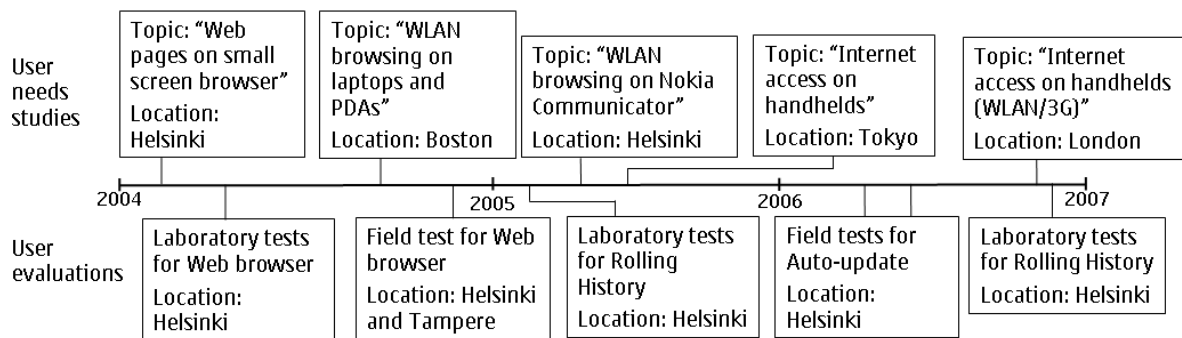 User
needs
studies
Topic: “Web
pages on small
screen browser”
Location:
Helsinki
Topic: “WLAN
browsing on
laptops and
PDAs”
Location: Boston
Topic: “WLAN
browsing on Nokia
Communicator”
Location: Helsinki
Topic: “Internet
access on
handhelds”
Location: Tokyo
Topic: “Internet
access on handhelds
(WLAN/3G)”
Location: London
2004
2005
2006
2007
User
evaluations
Laboratory tests
for Web browser
Location:
Helsinki
Field test for Web
browser
Location: Helsinki
and Tampere
Laboratory tests
for Rolling
History
Location: Helsinki
Field tests for
Auto-update
Location:
Helsinki
Laboratory tests
for Rolling History
Location: Helsinki